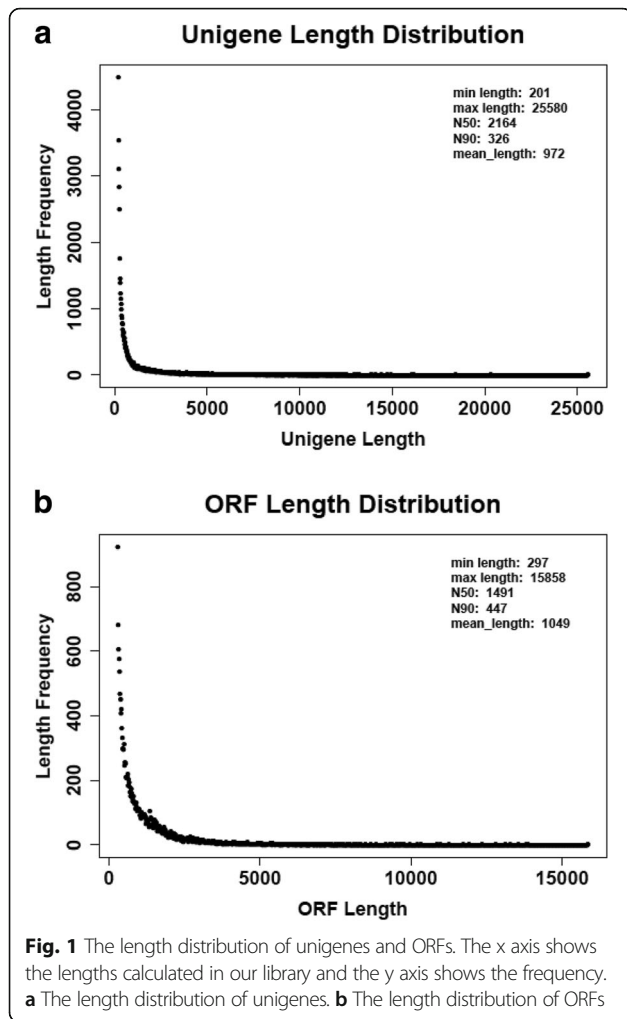 a Unigene Length Distribution
min length: 201
max length: 25580
N50: 2164
N90: 326
mean_length: 972
Length Frequency
4000
3000
2000
1000
0
0 5000 10000 15000 20000 25000
Unigene Length
b ORF Length Distribution
min length: 297
max length: 15858
N50: 1491
N90: 447
mean_length: 1049
Length Frequency
800
600
400
200
0
0 5000 10000 15000
ORF Length
Fig. 1 The length distribution of unigenes and ORFs. The x axis shows
the lengths calculated in our library and the y axis shows the frequency.
a The length distribution of unigenes. b The length distribution of ORFs